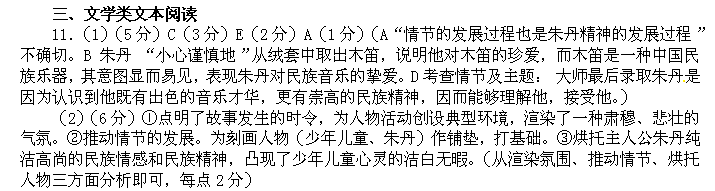 三、文学类文本阅读
11.（1）（5分）C（3分）E（2分）A（1分）（A“情节的发展过程也是朱丹精神的发展过程 ”
不确切。B 朱丹 “小心谨慎地”从绒套中取出木笛，说明他对木笛的珍爱，而木笛是一种中国民
族乐器，其意图显而易见，表现朱丹对民族音乐的挚爱。D 考查情节及主题： 大师最后录取朱丹是
因为认识到他既有出色的音乐才华，更有崇高的民族精神，因而能够理解他，接受他。）
（2）（6分）①点明了故事发生的时令，为人物活动创设典型环境，渲染了一种肃穆、悲壮的
气氛。②推动情节的发展。为刻画人物（少年儿童、朱丹）作铺垫，打基础。③烘托主人公朱丹纯
洁高尚的民族情感和民族精神，凸现了少年儿童心灵的洁白无暇。（从渲染氛围、推动情节、烘托
人物三方面分析即可，每点 2分）